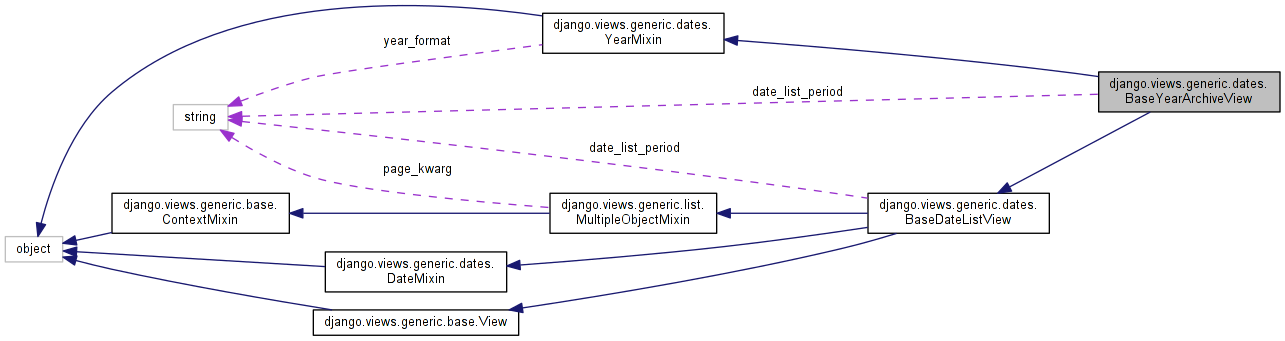 django.views.generic.dates.
YearMixin
year_format
django.views.generic.dates.
BaseYearArchiveView
date_list_period
string
date_list_period
page_kwarg
django.views.generic.base.
ContextMixin
django.views.generic.list.
MultipleObjectMixin
django.views.generic.dates.
BaseDateListView
object
django.views.generic.dates.
DateMixin
django.views.generic.base.View